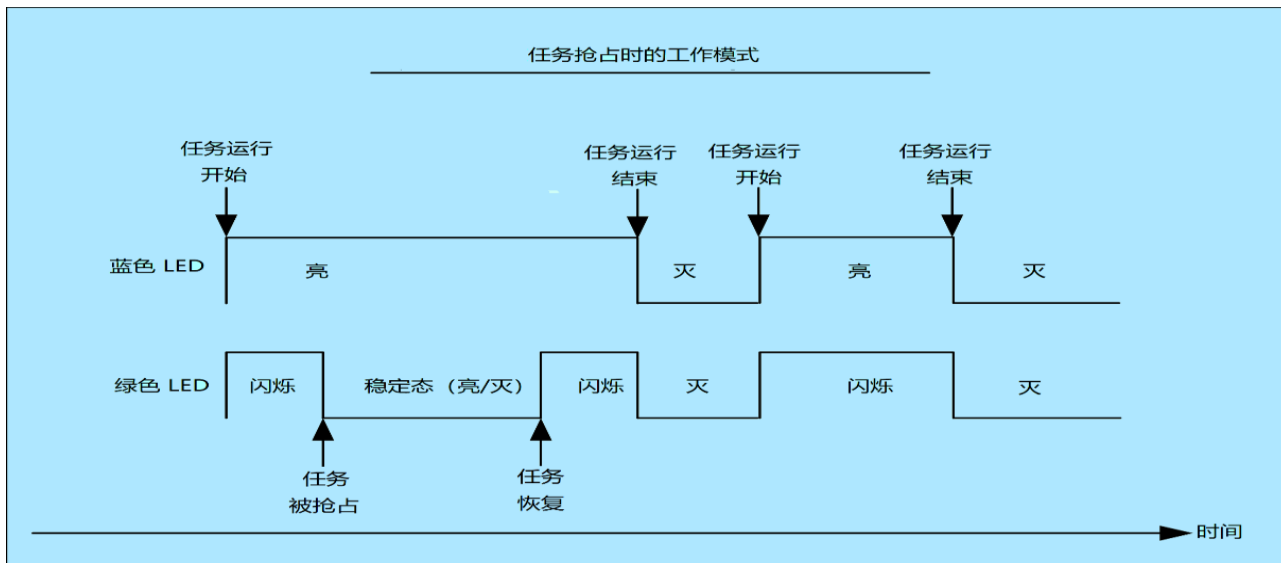 任务抢占时的工作模式
任务运行
开始
任务运行
结束
任务运行
开始
任务运行
结束
蓝色 LED
亮
灭
亮
灭
绿色 LED
闪烁
稳定态（亮/灭）
闪烁
灭
闪烁
灭
任务
被抢占
任务
恢复
时间